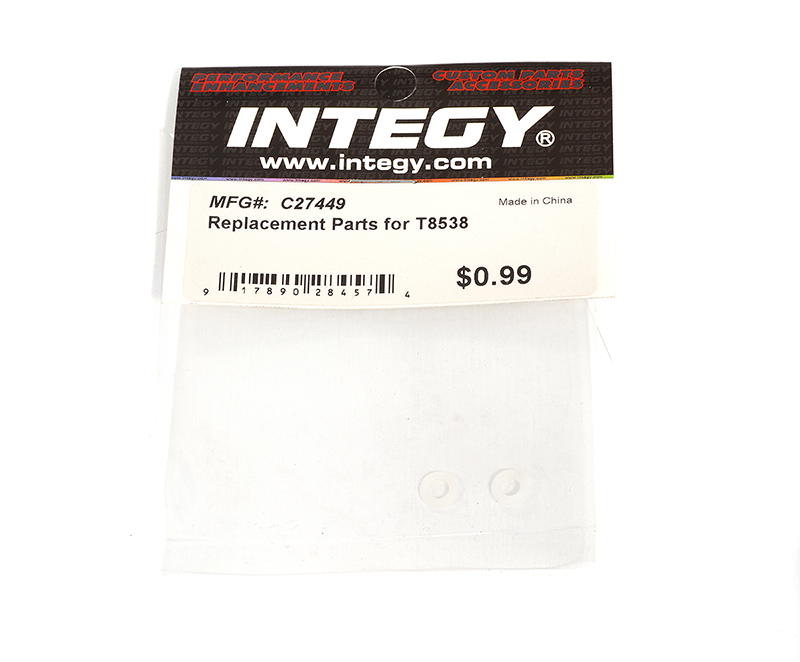 PERFORMANCE
ENHANCEMENTS
CUSTOM PARTS
ACCESSORIES
INTEGY®
www.integy.com
MFG#: C27449
Made in China
Replacement Parts for T8538
$0.99
9 17890 28457 4